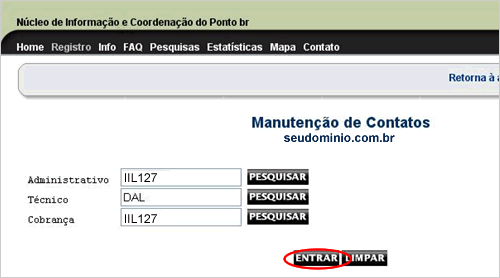 Núcleo de Informação e Coordenação do Ponto br
Home Registro Info FAQ Pesquisas Estatísticas Mapa Contato
Retorna à
Manutenção de Contatos
seudominio.com.br
Administrativo IIL127 PESQUISAR
Técnico DAL PESQUISAR
Cobrança IIL127 PESQUISAR
ENTRAR LIMPAR